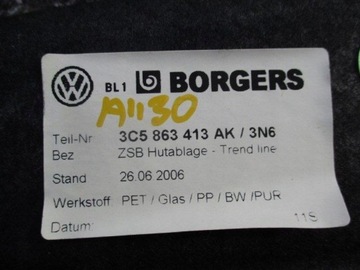 BL1 BORGERS
A1130
Teil-Nr 3C5 863 413 AK / 3N6
Bez ZSB Hutablage - Trend line
Stand 26.06 2006
Werkstoff PET / Glas / PP / BW /PUR
Datum: 11S